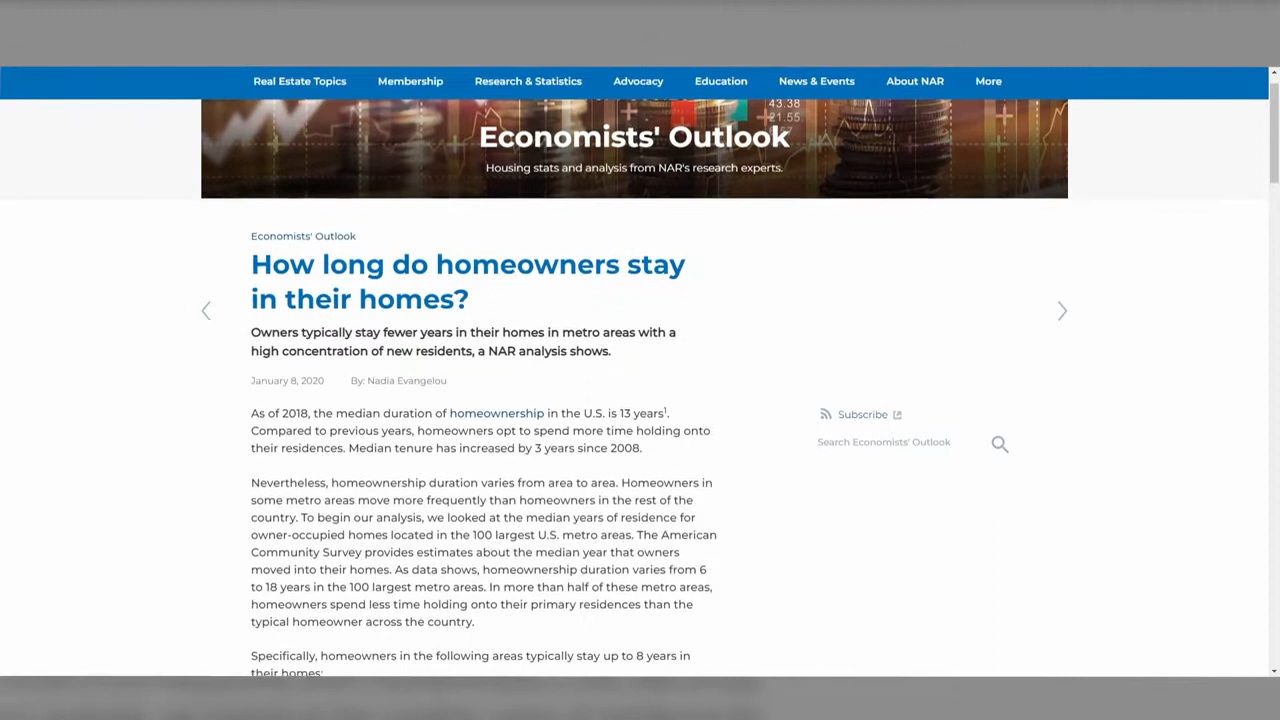 Real Estate Topics Membership Research & Statistics Advocacy Education News & Events About NAR More
43.38
21.55
Economists' Outlook
Housing stats and analysis from NAR's research experts.
Economists' Outlook
How long do homeowners stay
in their homes?
Owners typically stay fewer years in their homes in metro areas with a
high concentration of new residents, a NAR analysis shows.
January 8, 2020 By: Nadia Evangelou
As of 2018, the median duration of homeownership in the U.S. is 13 years¹.
Compared to previous years, homeowners opt to spend more time holding onto
their residences. Median tenure has increased by 3 years since 2008.
Nevertheless, homeownership duration varies from area to area. Homeowners in
some metro areas move more frequently than homeowners in the rest of the
country. To begin our analysis, we looked at the median years of residence for
owner-occupied homes located in the 100 largest U.S. metro areas. The American
Community Survey provides estimates about the median year that owners
moved into their homes. As data shows, homeownership duration varies from 6
to 18 years in the 100 largest metro areas. In more than half of these metro areas,
homeowners spend less time holding onto their primary residences than the
typical homeowner across the country.
Specifically, homeowners in the following areas typically stay up to 8 years in
their homes:
Subscribe
Search Economists' Outlook